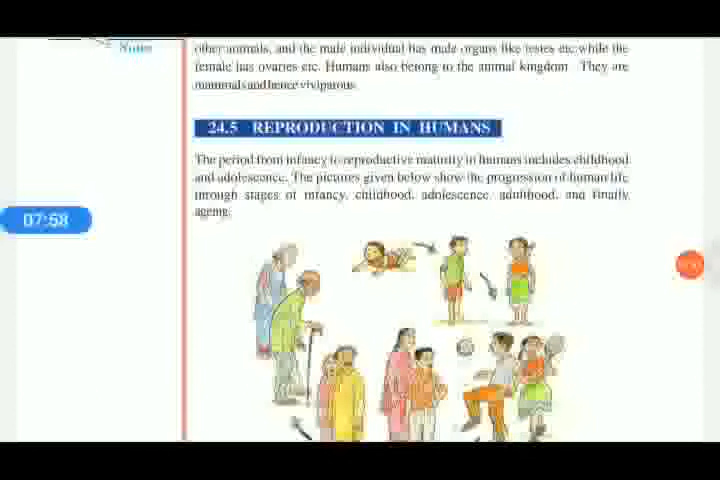 Notes
other animals, and the male individual has male organs like testes etc while the
female has ovaries etc. Humans also belong to the animal kingdom. They are
mammals and hence viviparous.
24.5 REPRODUCTION IN HUMANS
The period from infancy to reproductive maturity in humans includes childhood
and adolescence. The pictures given below show the progression of human life
through stages of infancy, childhood, adolescence, adulthood, and finally
ageing.
07:58